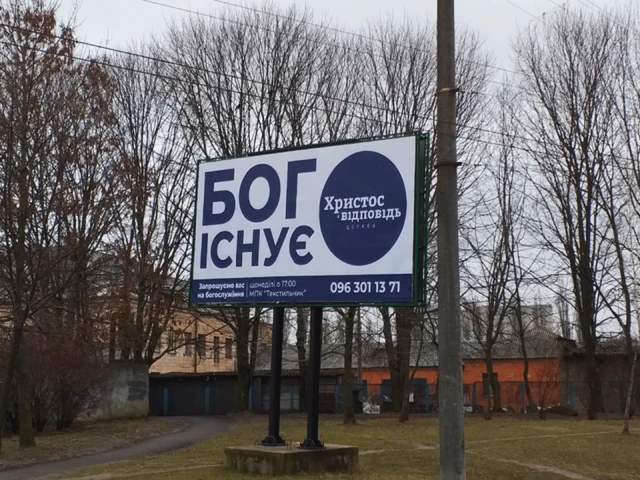 БОГ
ІСНУЄ
Христос
є відповідь
ЦЕРКВА
Запрошуємо вас
на богослужіння
щонеділі о 17:00
МПК "Текстильник"
096 301 13 71